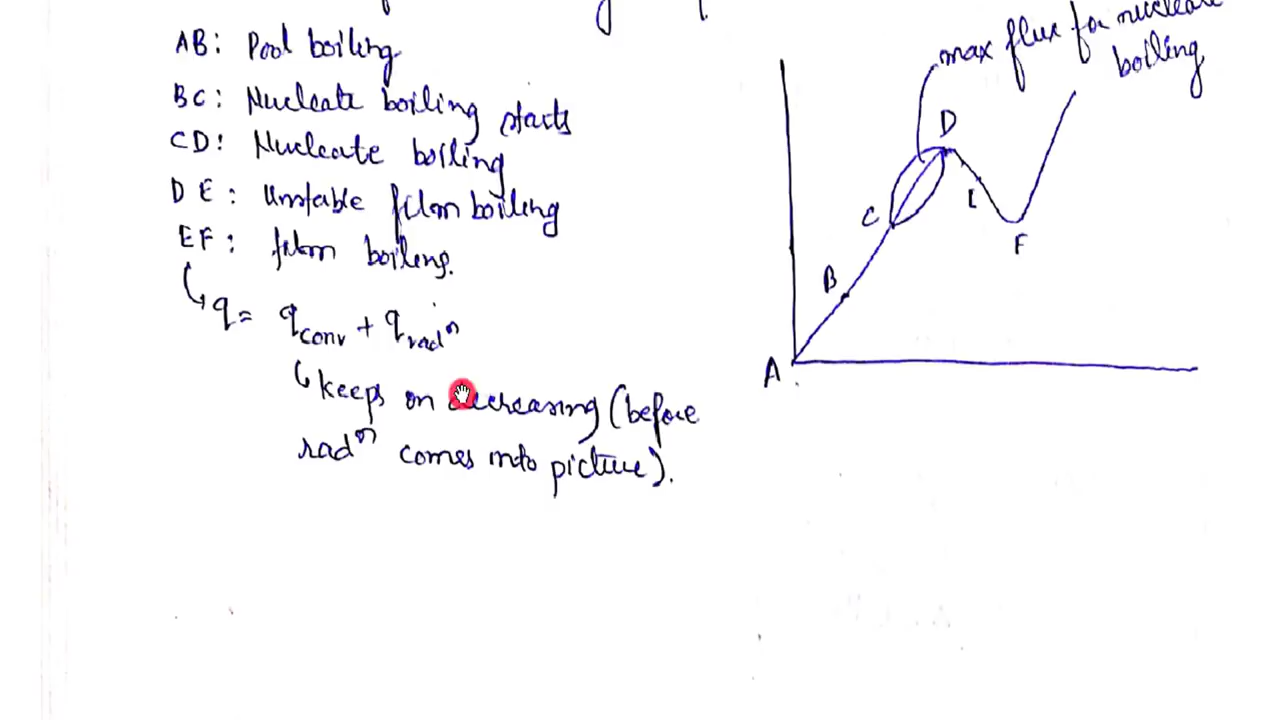 AB: Pool boiling
BC: Nucleate boiling starts
CD: Nucleate boiling
DE: Unstable film boiling
EF: film boiling.
↳ q = qconv + qradⁿ
↳ keeps on decreasing (before
radⁿ comes into picture).
max flux for nucleate
boiling
D
C
E
B
F
A